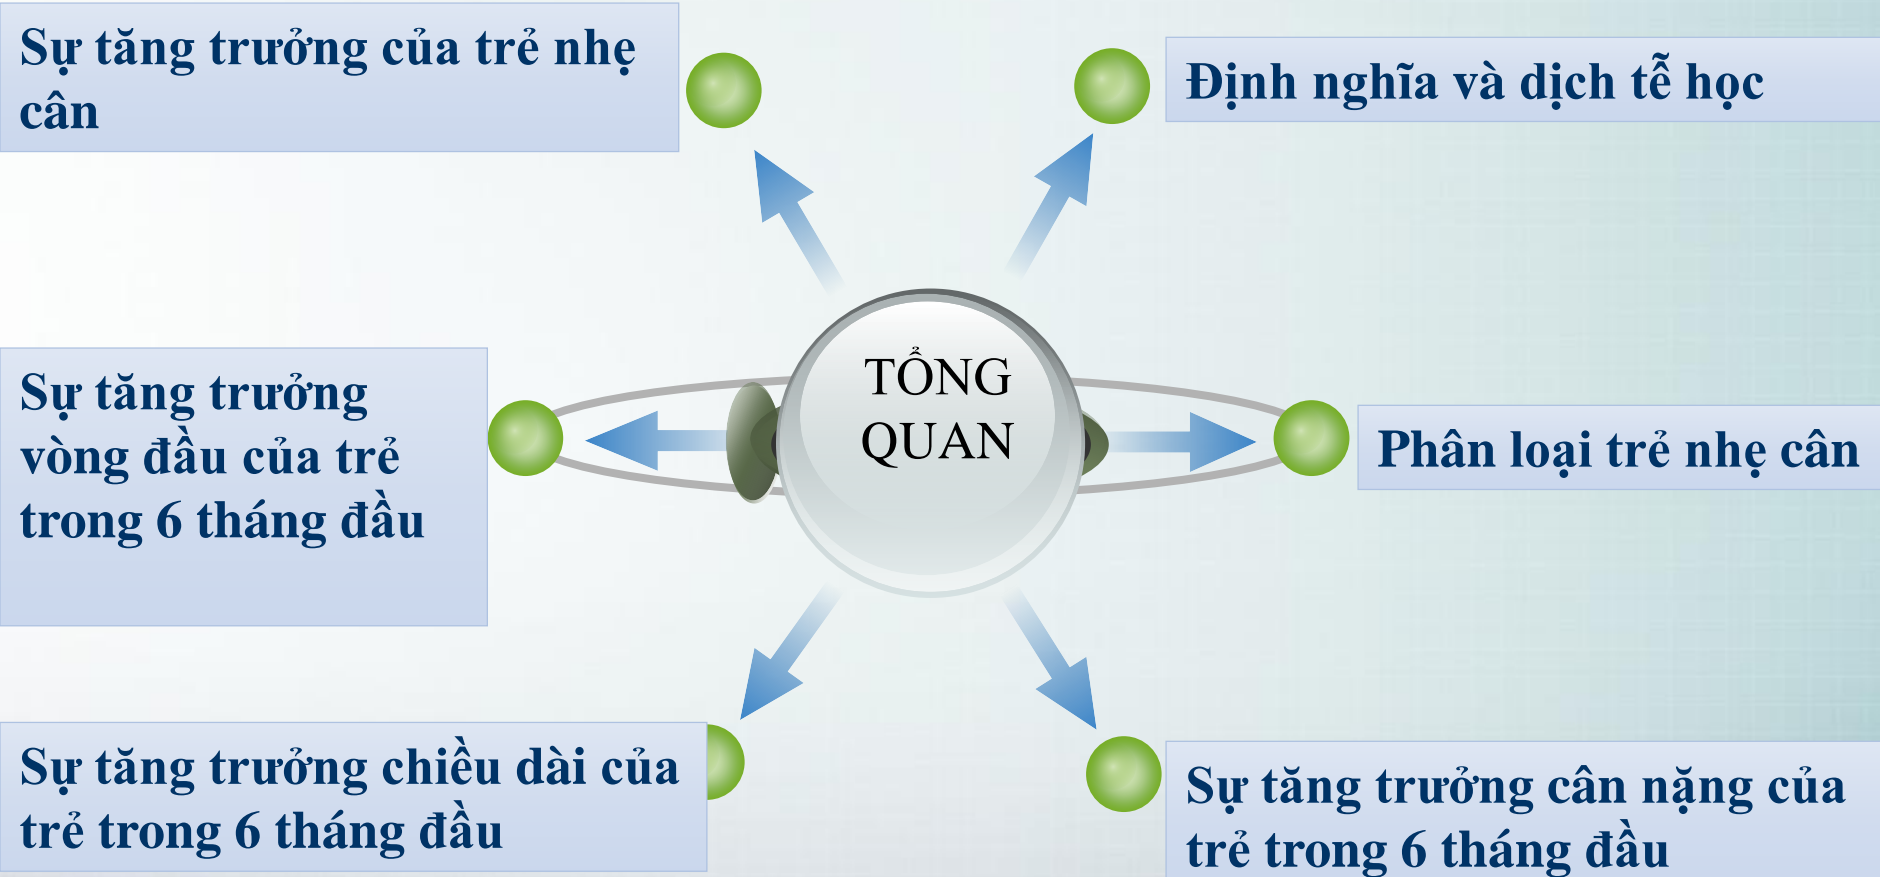 Sự tăng trưởng của trẻ nhẹ
cân
Định nghĩa và dịch tễ học
TỔNG
QUAN
Sự tăng trưởng
vòng đầu của trẻ
trong 6 tháng đầu
Phân loại trẻ nhẹ cân
Sự tăng trưởng chiều dài của
trẻ trong 6 tháng đầu
Sự tăng trưởng cân nặng của
trẻ trong 6 tháng đầu